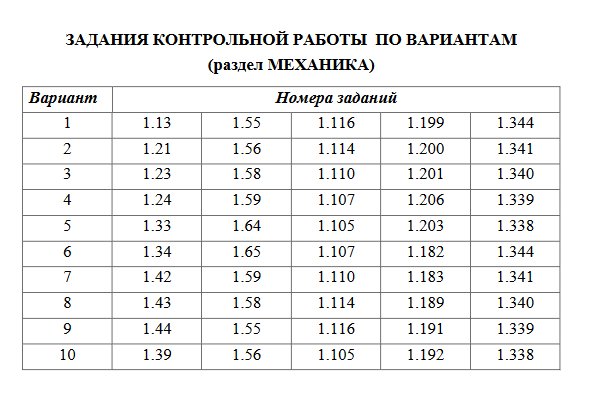 ЗАДАНИЯ КОНТРОЛЬНОЙ РАБОТЫ ПО ВАРИАНТАМ
(раздел МЕХАНИКА)
Вариант Номера заданий
1 1.13 1.55 1.116 1.199 1.344
2 1.21 1.56 1.114 1.200 1.341
3 1.23 1.58 1.110 1.201 1.340
4 1.24 1.59 1.107 1.206 1.339
5 1.33 1.64 1.105 1.203 1.338
6 1.34 1.65 1.107 1.182 1.344
7 1.42 1.59 1.110 1.183 1.341
8 1.43 1.58 1.114 1.189 1.340
9 1.44 1.55 1.116 1.191 1.339
10 1.39 1.56 1.105 1.192 1.338